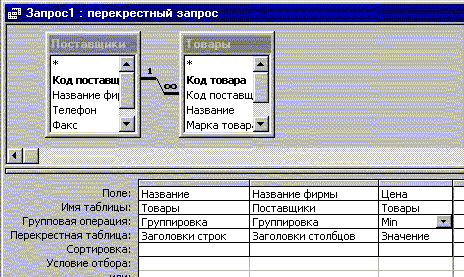 Запрос1 : перекрестный запрос
Поставщики
*
Код поставщ
Название фир
Телефон
Факс
1
∞
Товары
*
Код товара
Код поставщ
Название
Марка товар
Поле: Название Название фирмы Цена
Имя таблицы: Товары Поставщики Товары
Групповая операция: Группировка Группировка Min
Перекрестная таблица: Заголовки строк Заголовки столбцов Значение
Сортировка:
Условие отбора:
или: